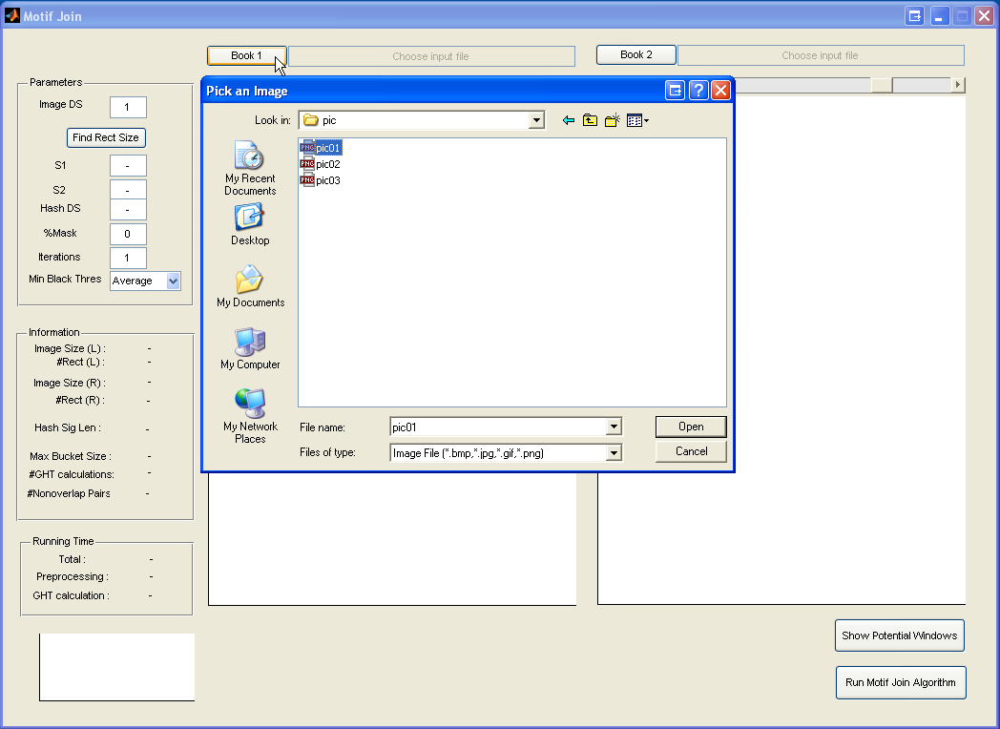 Motif Join
Book 1
Choose input file
Book 2
Choose input file
Parameters
Image DS 1
Find Rect Size
S1 -
S2 -
Hash DS -
%Mask 0
Iterations 1
Min Black Thres Average
Information
Image Size (L) : -
#Rect (L) : -
Image Size (R) : -
#Rect (R) : -
Hash Sig Len : -
Max Bucket Size : -
#GHT calculations: -
#Nonoverlap Pairs -
Running Time
Total : -
Preprocessing : -
GHT calculation : -
Pick an Image
Look in: pic
My Recent
Documents
Desktop
My Documents
My Computer
My Network
Places
PNG pic01
PNG pic02
PNG pic03
File name: pic01
Open
Files of type: Image File (*.bmp,*.jpg,*.gif,*.png)
Cancel
Show Potential Windows
Run Motif Join Algorithm